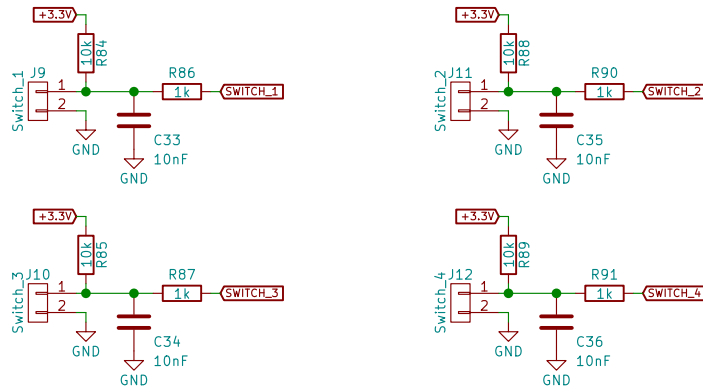 +3.3V
10k
R84
J9
Switch_1
1
2
GND
R86
1k
SWITCH_1
C33
10nF
GND
+3.3V
10k
R88
J11
Switch_2
1
2
GND
R90
1k
SWITCH_2
C35
10nF
GND
+3.3V
10k
R85
J10
Switch_3
1
2
GND
R87
1k
SWITCH_3
C34
10nF
GND
+3.3V
10k
R89
J12
Switch_4
1
2
GND
R91
1k
SWITCH_4
C36
10nF
GND